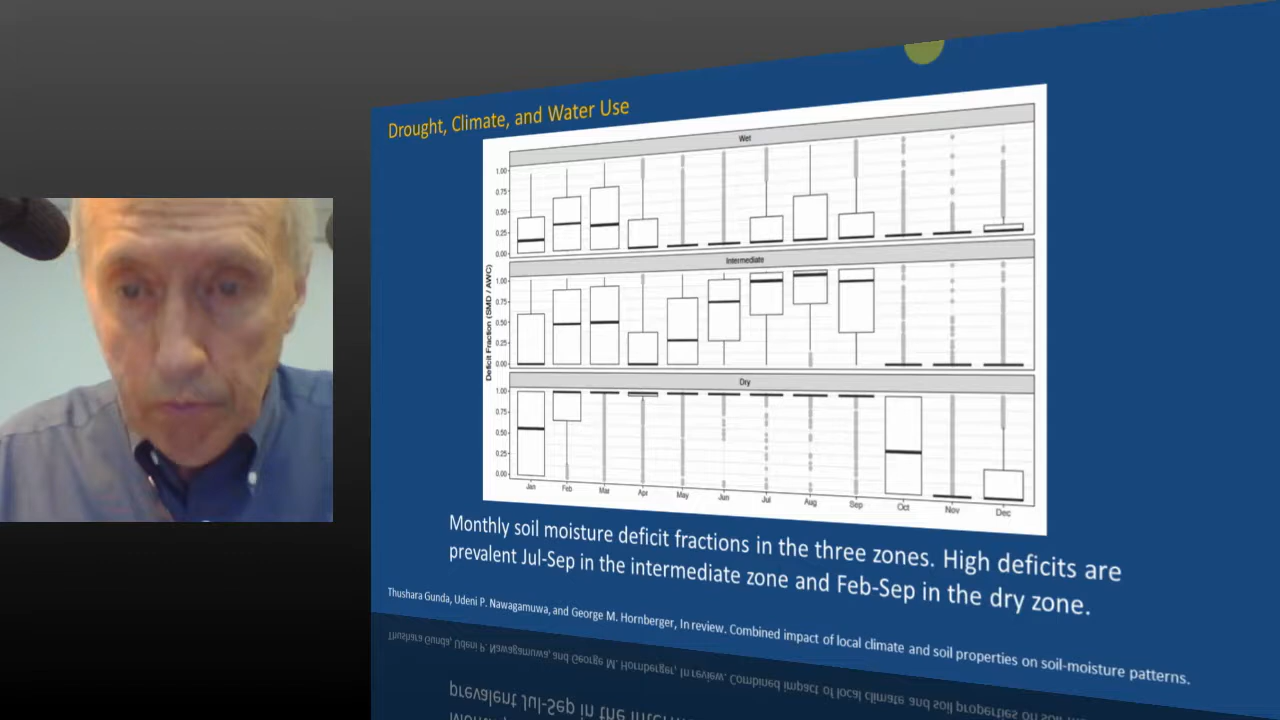 Drought, Climate, and Water Use
Wet
1.00
0.75
0.50
0.25
0.00
Intermediate
1.00
0.75
0.50
0.25
0.00
Dry
1.00
0.75
0.50
0.25
0.00
Deficit Fraction (SMD / AWC)
Jan Feb Mar Apr May Jun Jul Aug Sep Oct Nov Dec
Monthly soil moisture deficit fractions in the three zones. High deficits are
prevalent Jul-Sep in the intermediate zone and Feb-Sep in the dry zone.
Thushara Gunda, Udeni P. Nawagamuwa, and George M. Hornberger, In review. Combined impact of local climate and soil properties on soil-moisture patterns.